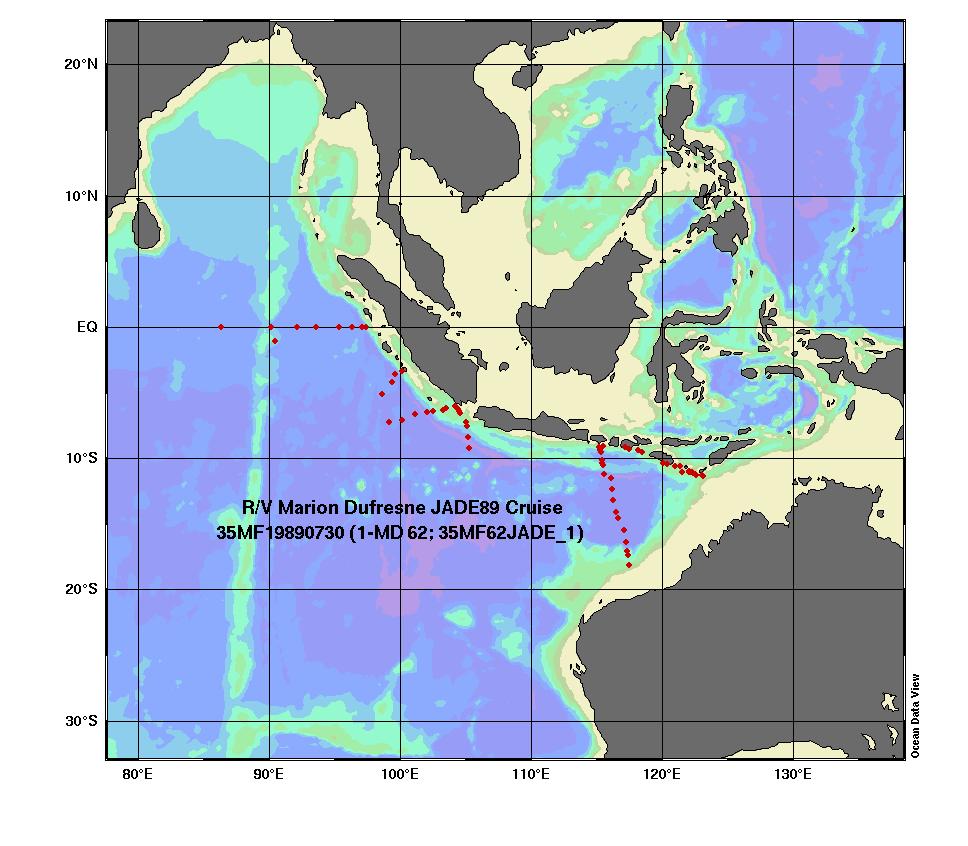 20°N
10°N
EQ
10°S
R/V Marion Dufresne JADE89 Cruise
35MF19890730 (1-MD 62; 35MF62JADE_1)
20°S
30°S
80°E 90°E 100°E 110°E 120°E 130°E
Ocean Data View